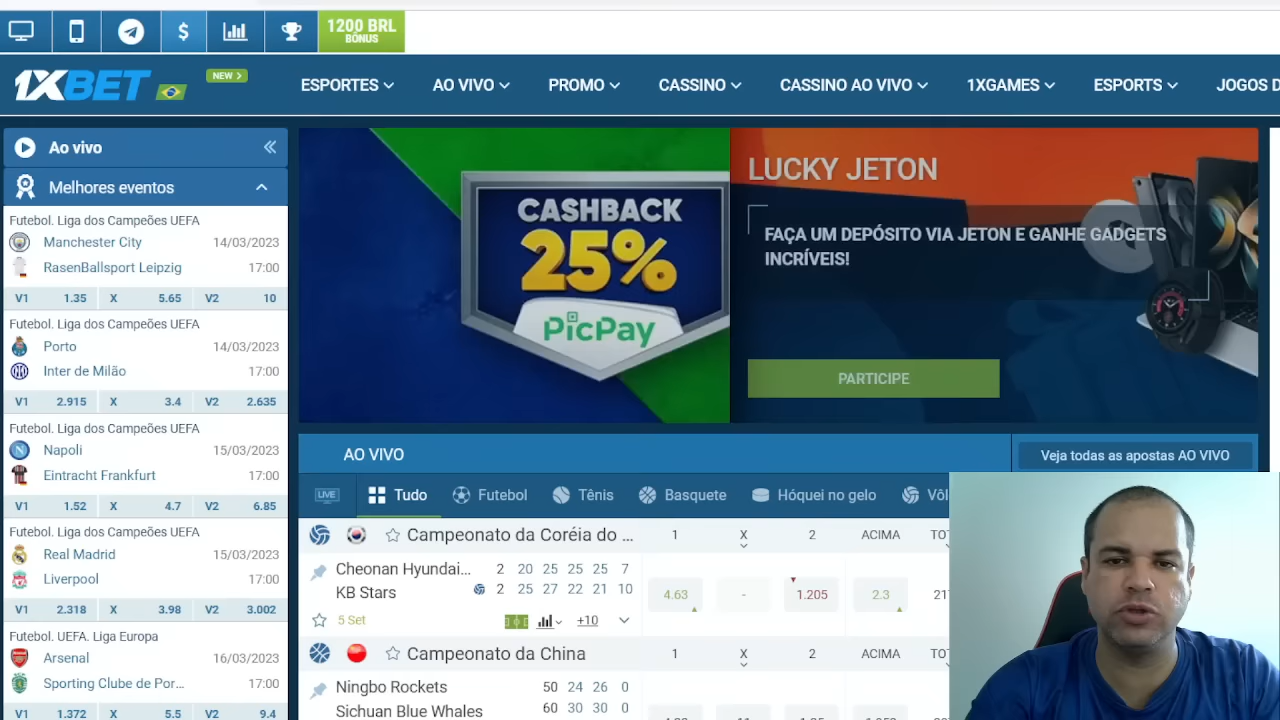 $
1200 BRL
BÔNUS
1XBET
NEW >
ESPORTES
AO VIVO
PROMO
CASSINO
CASSINO AO VIVO
1XGAMES
ESPORTS
JOGOS D
Ao vivo
Melhores eventos
Futebol. Liga dos Campeões UEFA
Manchester City 14/03/2023
RasenBallsport Leipzig 17:00
V1 1.35 X 5.65 V2 10
Futebol. Liga dos Campeões UEFA
Porto 14/03/2023
Inter de Milão 17:00
V1 2.915 X 3.4 V2 2.635
Futebol. Liga dos Campeões UEFA
Napoli 15/03/2023
Eintracht Frankfurt 17:00
V1 1.52 X 4.7 V2 6.85
Futebol. Liga dos Campeões UEFA
Real Madrid 15/03/2023
Liverpool 17:00
V1 2.318 X 3.98 V2 3.002
Futebol. UEFA. Liga Europa
Arsenal 16/03/2023
Sporting Clube de Por... 17:00
V1 1.372 X 5.5 V2 9.4
CASHBACK
25%
PicPay
LUCKY JETON
FAÇA UM DEPÓSITO VIA JETON E GANHE GADGETS
INCRÍVEIS!
PARTICIPE
AO VIVO
Veja todas as apostas AO VIVO
LIVE Tudo Futebol Tênis Basquete Hóquei no gelo Vôl
Campeonato da Coréia do ... 1 X 2 ACIMA TOT
Cheonan Hyundai... 2 20 25 25 25 7
KB Stars 2 25 27 22 21 10
4.63 - 1.205 2.3 217
5 Set +10
Campeonato da China 1 X 2 ACIMA TOT
Ningbo Rockets 50 24 26 0
Sichuan Blue Whales 60 30 30 0